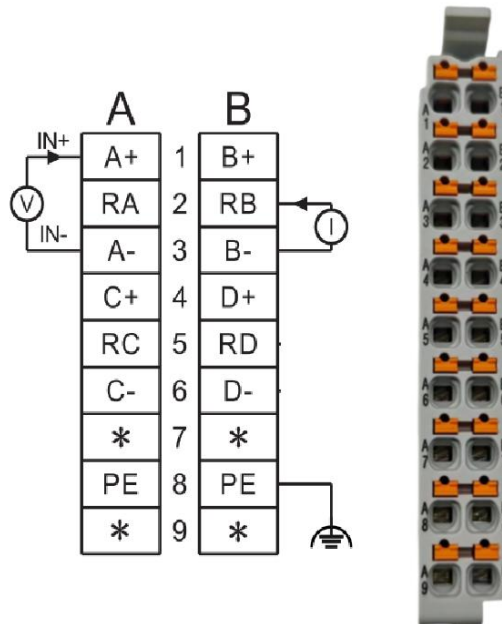 A B
IN+ A+ 1 B+
V RA 2 RB I
IN- A- 3 B-
C+ 4 D+
RC 5 RD
C- 6 D-
* 7 *
PE 8 PE
* 9 *
A
1
A
2
A
3
A
4
A
5
A
6
A
7
A
8
A
9